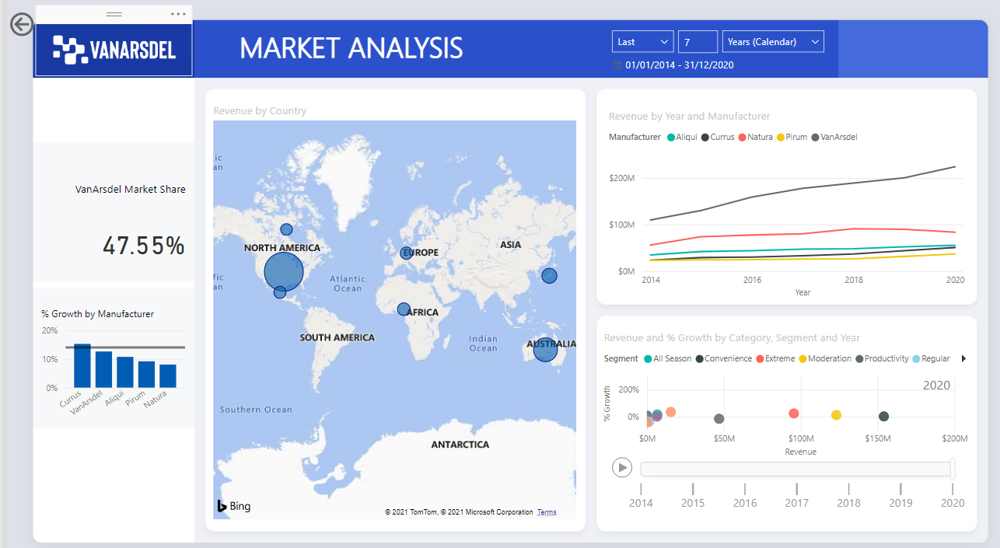 VANARSDEL
MARKET ANALYSIS
Last
7
Years (Calendar)
01/01/2014 - 31/12/2020
VanArsdel Market Share
47.55%
% Growth by Manufacturer
20%
10%
0%
Currus
VanArsdel
Aliqui
Pirum
Natura
Revenue by Country
ic
an
NORTH AMERICA
EUROPE
ASIA
fic
an
Atlantic
Ocean
AFRICA
SOUTH AMERICA
Indian
Ocean
AUSTRALIA
Southern Ocean
ANTARCTICA
Bing
© 2021 TomTom, © 2021 Microsoft Corporation Terms
Revenue by Year and Manufacturer
Manufacturer Aliqui Currus Natura Pirum VanArsdel
$200M
$100M
$0M
2014 2016 2018 2020
Year
Revenue and % Growth by Category, Segment and Year
Segment All Season Convenience Extreme Moderation Productivity Regular
2020
% Growth
200%
0%
$0M $50M $100M $150M $200M
Revenue
2014 2015 2016 2017 2018 2019 2020